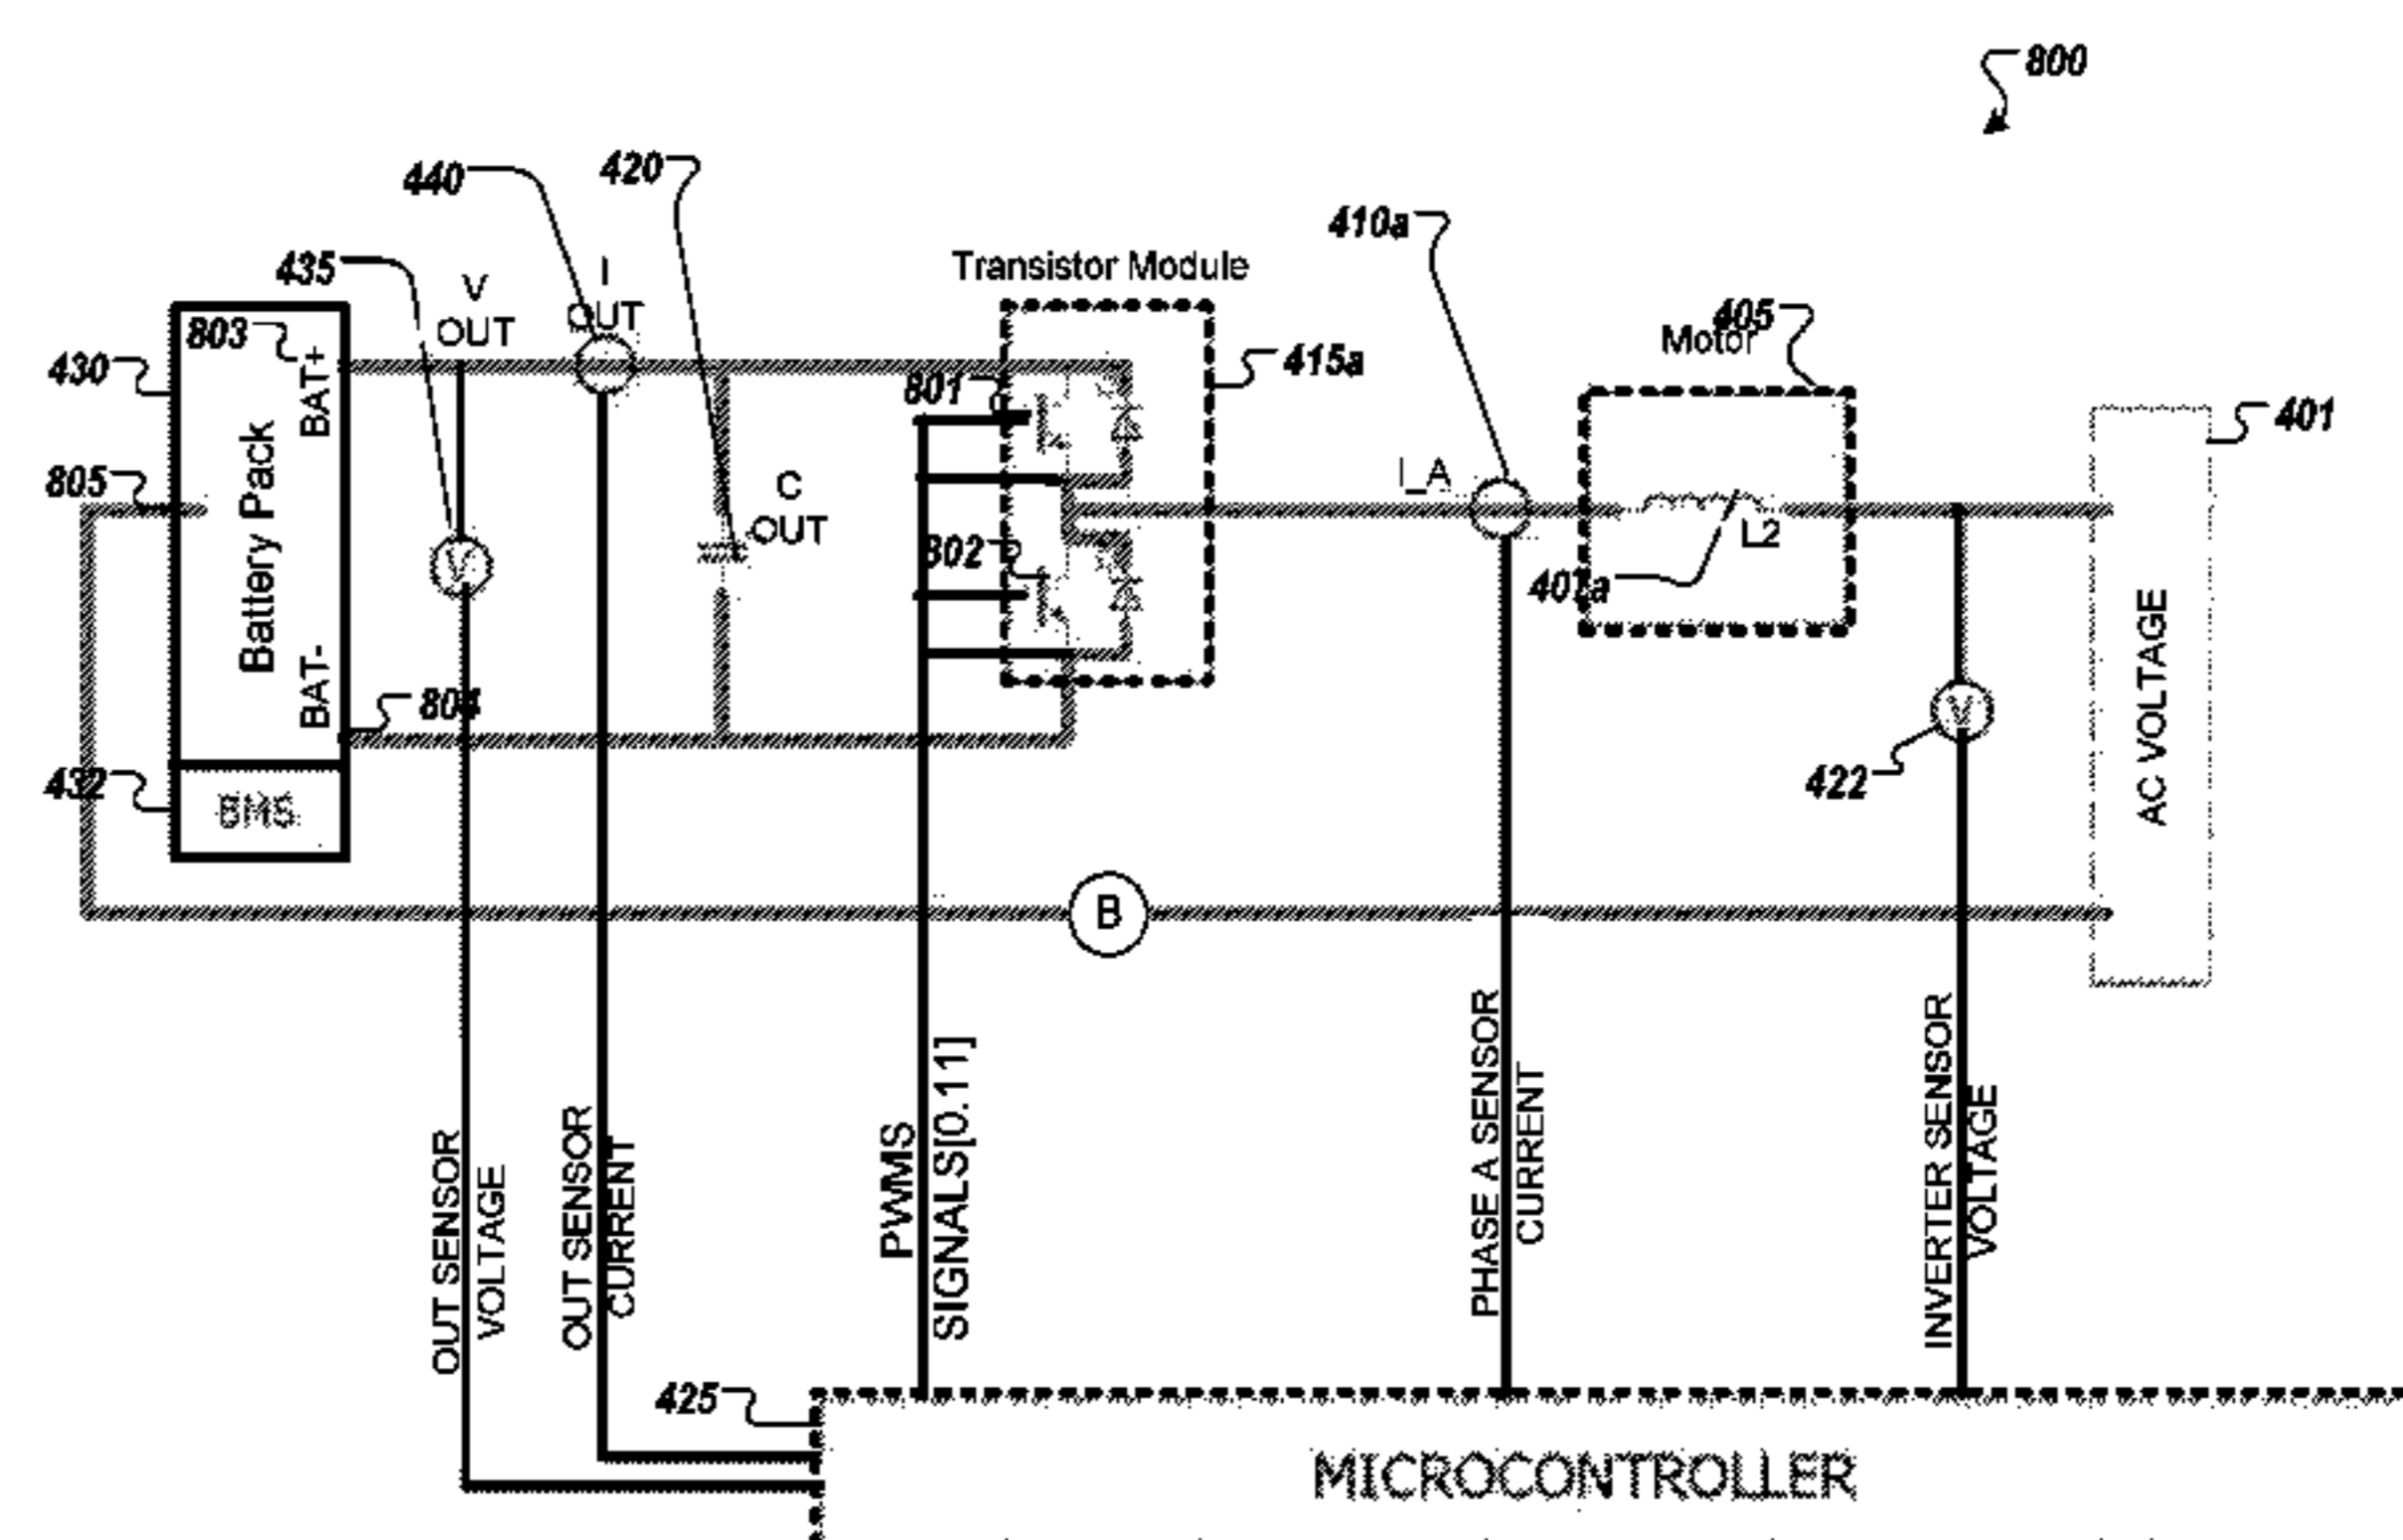 800
440
420
410a
435
V
OUT
I
OUT
Transistor Module
405
Motor
803
BAT+
430
801
415a
401
805
Battery Pack
C
OUT
I_A
802
L2
407a
BAT-
804
AC VOLTAGE
V
V
422
432
BMS
B
OUT SENSOR
VOLTAGE
OUT SENSOR
CURRENT
PWMS
SIGNALS[0.11]
PHASE A SENSOR
CURRENT
INVERTER SENSOR
VOLTAGE
425
MICROCONTROLLER